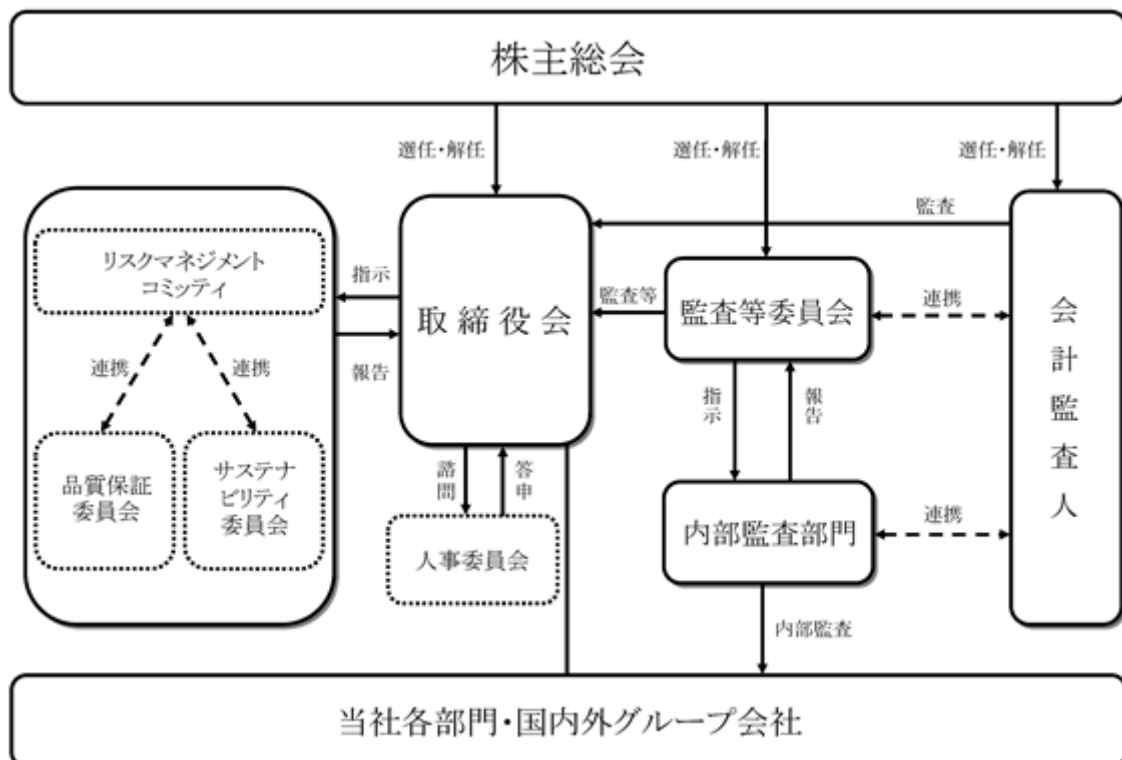 株主総会
選任・解任
選任・解任
選任・解任
監査
リスクマネジメント
コミッティ
指示
取締役会
監査等
監査等委員会
連携
会計監査人
連携
連携
報告
指示
報告
品質保証
委員会
サステナ
ビリティ
委員会
諮問
答申
人事委員会
内部監査部門
連携
内部監査
当社各部門・国内外グループ会社